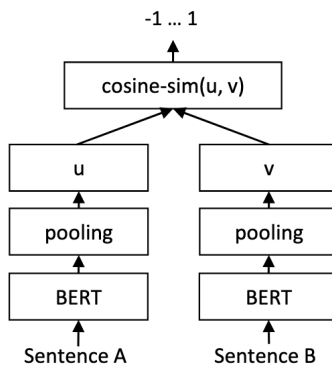 -1 … 1
cosine-sim(u, v)
u v
pooling pooling
BERT BERT
Sentence A Sentence B